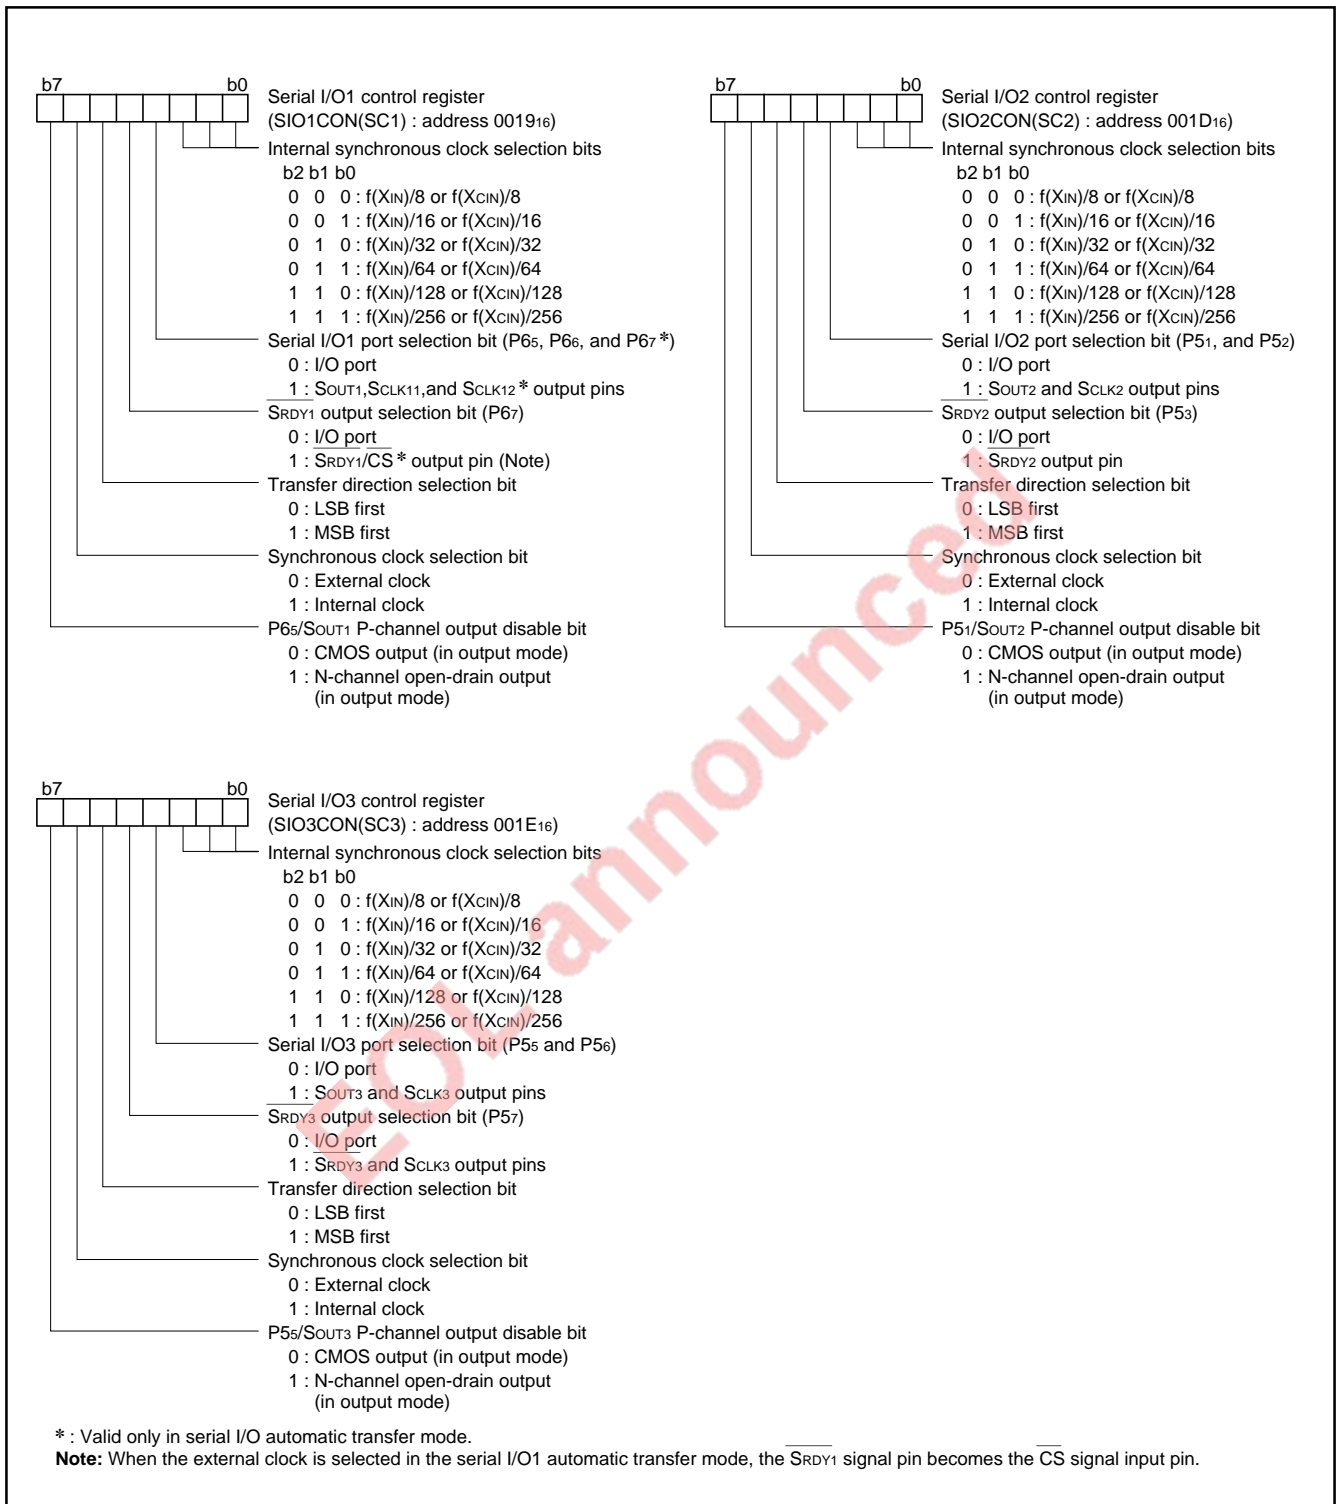 b7 b0
Serial I/O1 control register
(SIO1CON(SC1) : address 0019₁₆)
Internal synchronous clock selection bits
b2 b1 b0
0 0 0 : f(XIN)/8 or f(XCIN)/8
0 0 1 : f(XIN)/16 or f(XCIN)/16
0 1 0 : f(XIN)/32 or f(XCIN)/32
0 1 1 : f(XIN)/64 or f(XCIN)/64
1 1 0 : f(XIN)/128 or f(XCIN)/128
1 1 1 : f(XIN)/256 or f(XCIN)/256
Serial I/O1 port selection bit (P6₅, P6₆, and P6₇ *)
0 : I/O port
1 : SOUT1,SCLK11,and SCLK12 * output pins
S̅R̅D̅Y̅1̅ output selection bit (P6₇)
0 : I/O port
1 : S̅R̅D̅Y̅1̅/C̅S̅ * output pin (Note)
Transfer direction selection bit
0 : LSB first
1 : MSB first
Synchronous clock selection bit
0 : External clock
1 : Internal clock
P6₅/SOUT1 P-channel output disable bit
0 : CMOS output (in output mode)
1 : N-channel open-drain output
(in output mode)
b7 b0
Serial I/O2 control register
(SIO2CON(SC2) : address 001D₁₆)
Internal synchronous clock selection bits
b2 b1 b0
0 0 0 : f(XIN)/8 or f(XCIN)/8
0 0 1 : f(XIN)/16 or f(XCIN)/16
0 1 0 : f(XIN)/32 or f(XCIN)/32
0 1 1 : f(XIN)/64 or f(XCIN)/64
1 1 0 : f(XIN)/128 or f(XCIN)/128
1 1 1 : f(XIN)/256 or f(XCIN)/256
Serial I/O2 port selection bit (P5₁, and P5₂)
0 : I/O port
1 : SOUT2 and SCLK2 output pins
S̅R̅D̅Y̅2̅ output selection bit (P5₃)
0 : I/O port
1 : S̅R̅D̅Y̅2̅ output pin
Transfer direction selection bit
0 : LSB first
1 : MSB first
Synchronous clock selection bit
0 : External clock
1 : Internal clock
P5₁/SOUT2 P-channel output disable bit
0 : CMOS output (in output mode)
1 : N-channel open-drain output
(in output mode)
b7 b0
Serial I/O3 control register
(SIO3CON(SC3) : address 001E₁₆)
Internal synchronous clock selection bits
b2 b1 b0
0 0 0 : f(XIN)/8 or f(XCIN)/8
0 0 1 : f(XIN)/16 or f(XCIN)/16
0 1 0 : f(XIN)/32 or f(XCIN)/32
0 1 1 : f(XIN)/64 or f(XCIN)/64
1 1 0 : f(XIN)/128 or f(XCIN)/128
1 1 1 : f(XIN)/256 or f(XCIN)/256
Serial I/O3 port selection bit (P5₅ and P5₆)
0 : I/O port
1 : SOUT3 and SCLK3 output pins
S̅R̅D̅Y̅3̅ output selection bit (P5₇)
0 : I/O port
1 : S̅R̅D̅Y̅3̅ and SCLK3 output pins
Transfer direction selection bit
0 : LSB first
1 : MSB first
Synchronous clock selection bit
0 : External clock
1 : Internal clock
P5₅/SOUT3 P-channel output disable bit
0 : CMOS output (in output mode)
1 : N-channel open-drain output
(in output mode)
EOL announced
* : Valid only in serial I/O automatic transfer mode.
Note: When the external clock is selected in the serial I/O1 automatic transfer mode, the S̅R̅D̅Y̅1̅ signal pin becomes the C̅S̅ signal input pin.